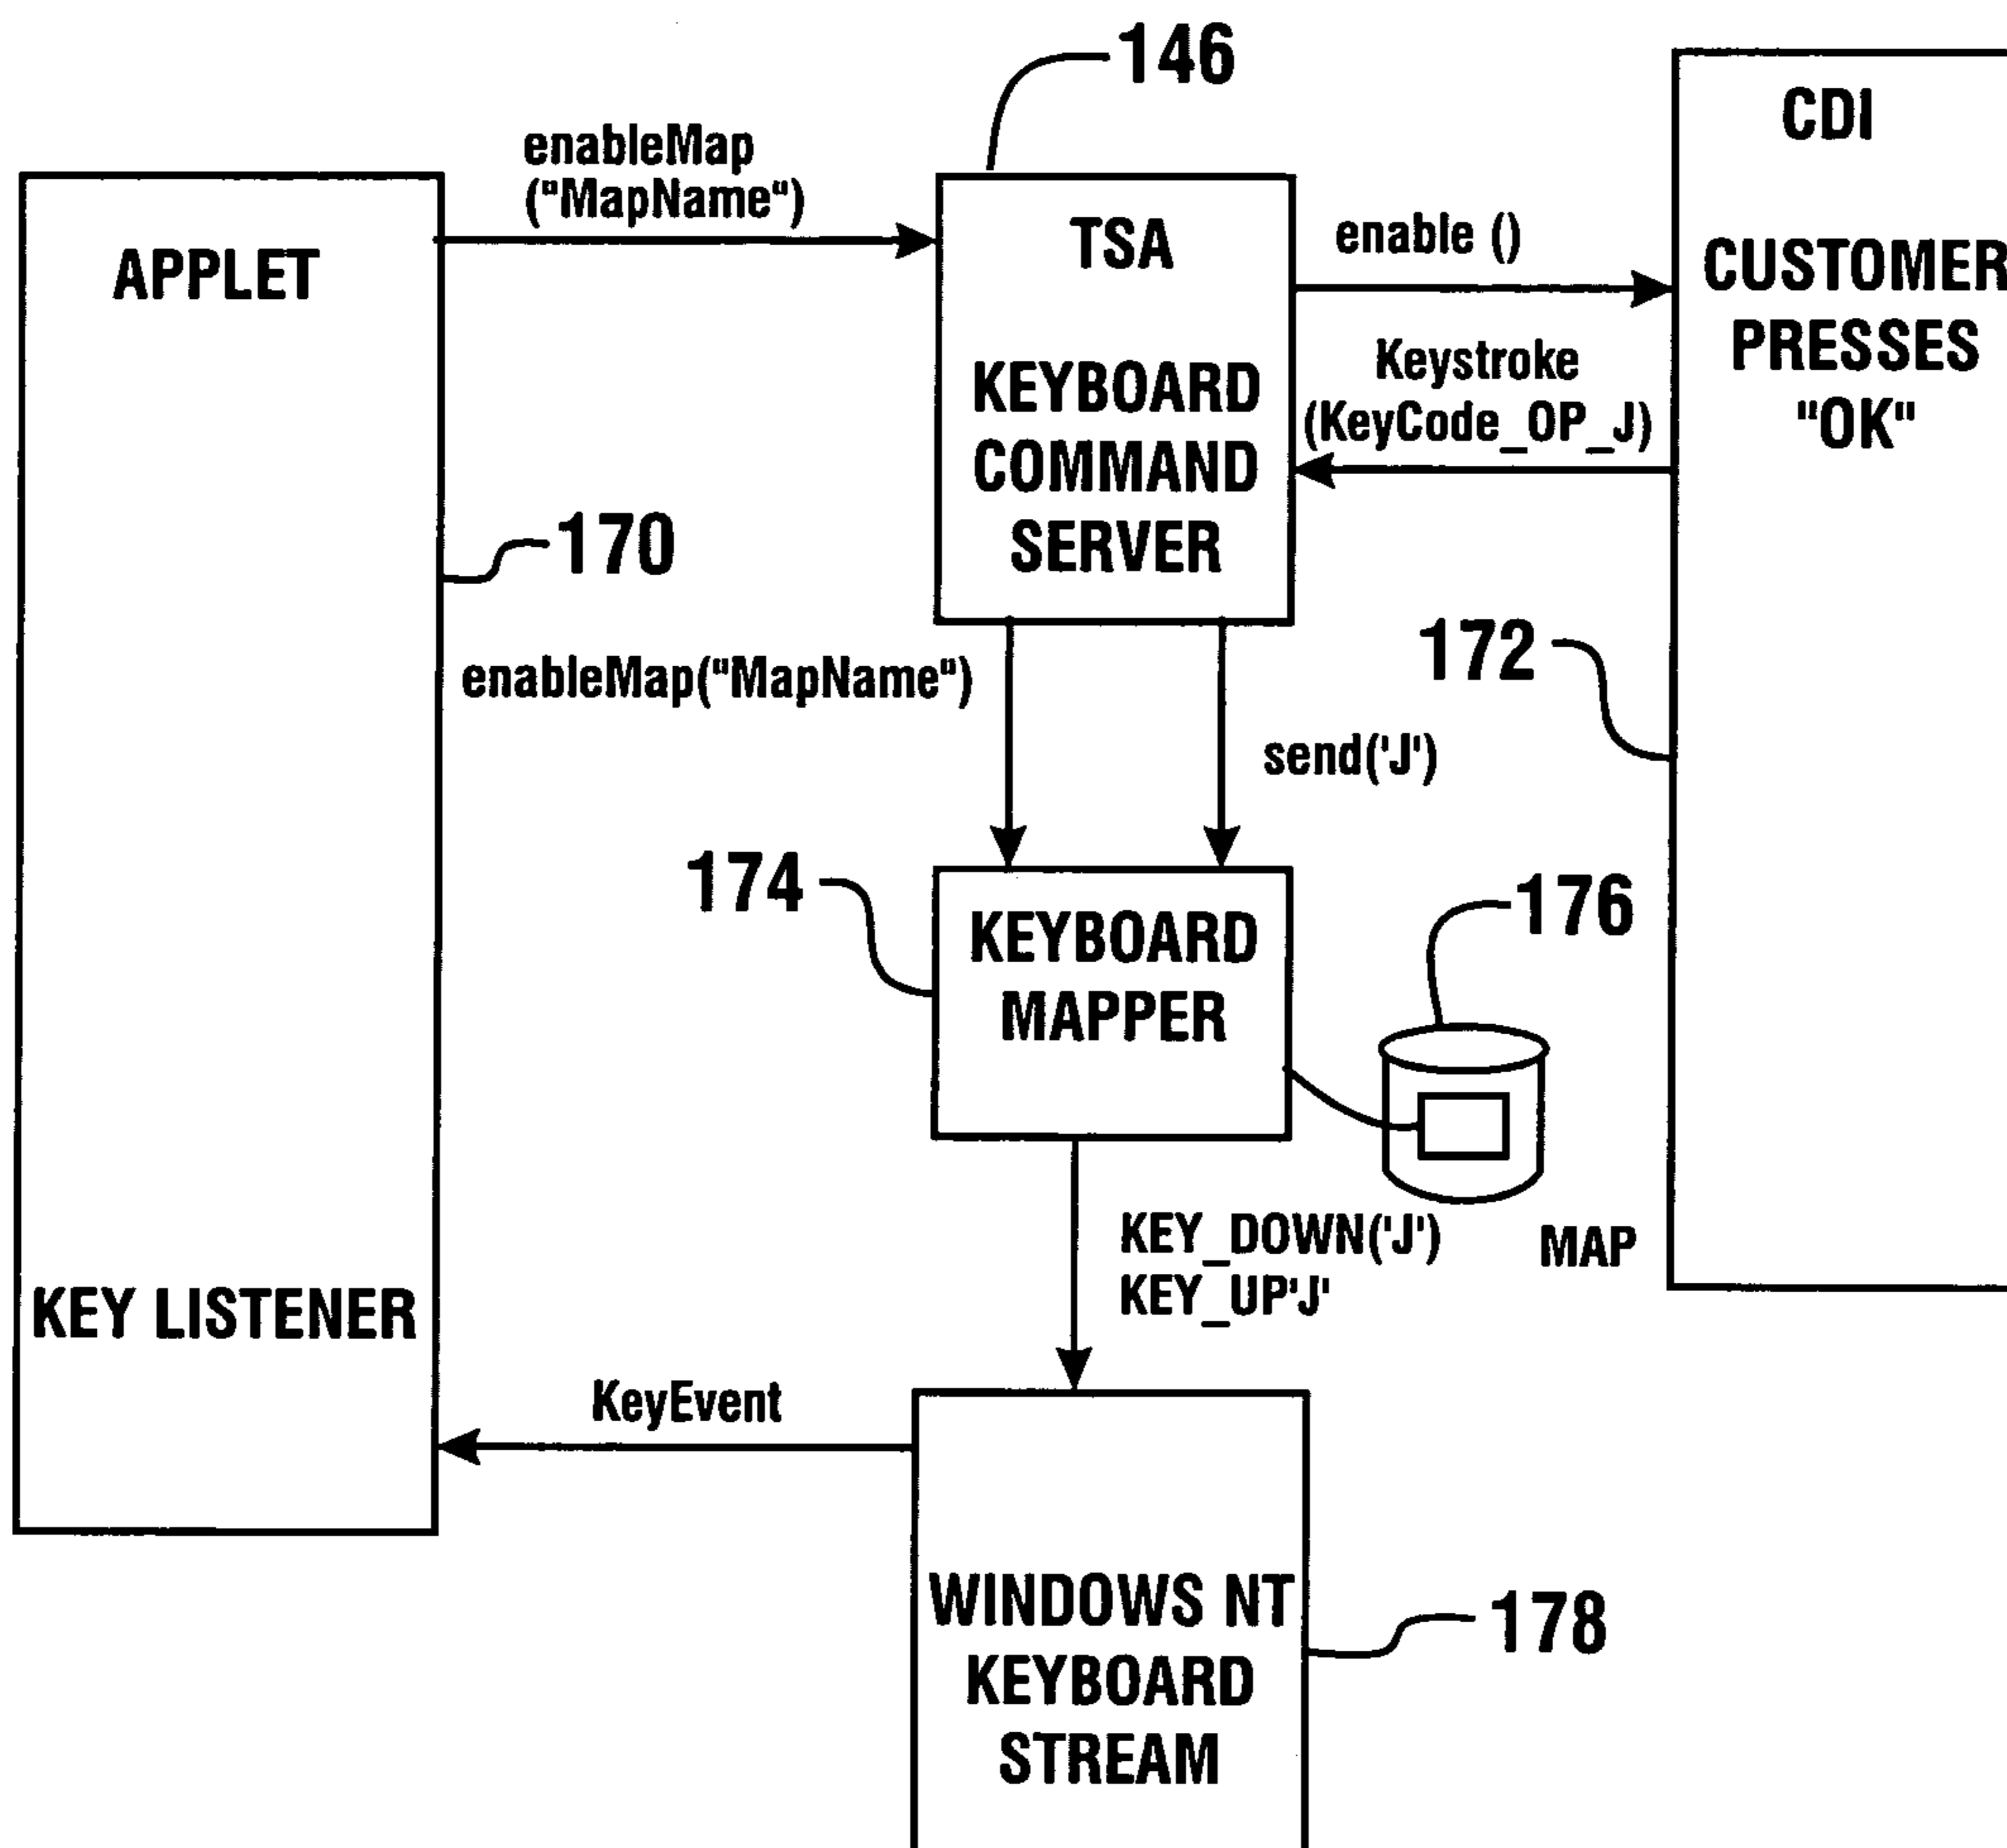 146
CDI
enableMap
("MapName")
APPLET
TSA
enable ()
CUSTOMER
PRESSES
"OK"
Keystroke
(KeyCode_OP_J)
KEYBOARD
COMMAND
SERVER
170
172
enableMap("MapName")
send('J')
174
176
KEYBOARD
MAPPER
KEY_DOWN('J')
KEY_UP'J'
MAP
KEY LISTENER
KeyEvent
WINDOWS NT
KEYBOARD
STREAM
178